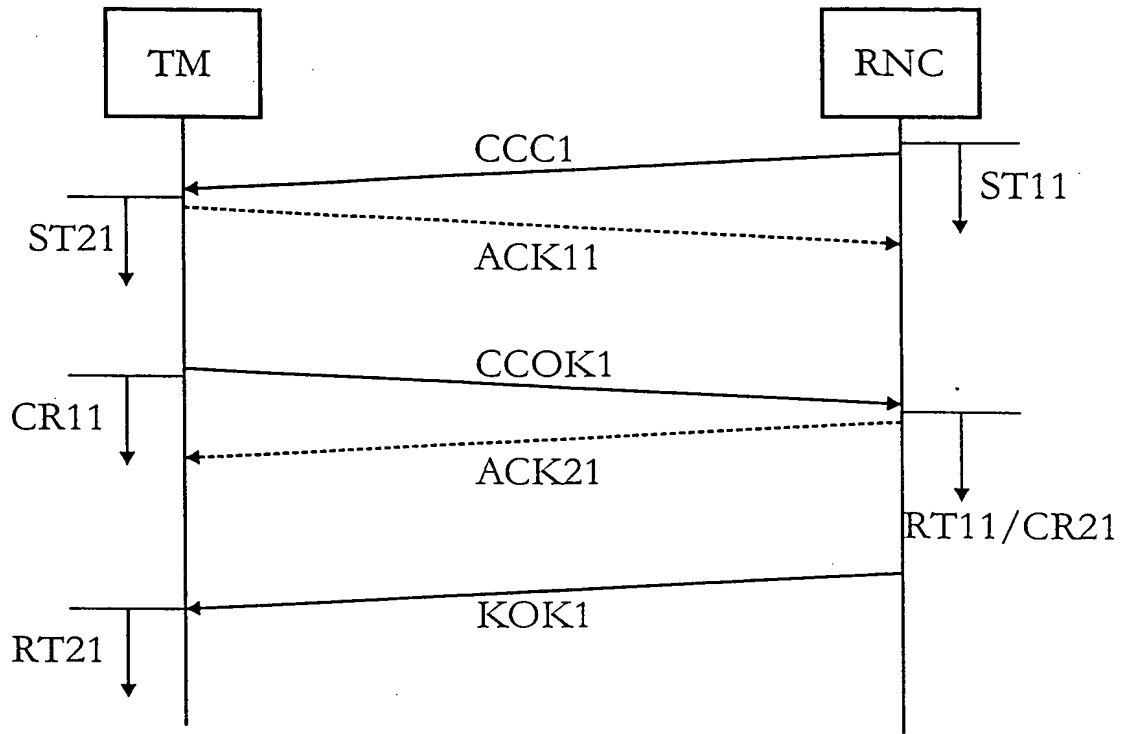 TM
RNC
CCC1
ST11
ST21
ACK11
CCOK1
CR11
ACK21
RT11/CR21
KOK1
RT21